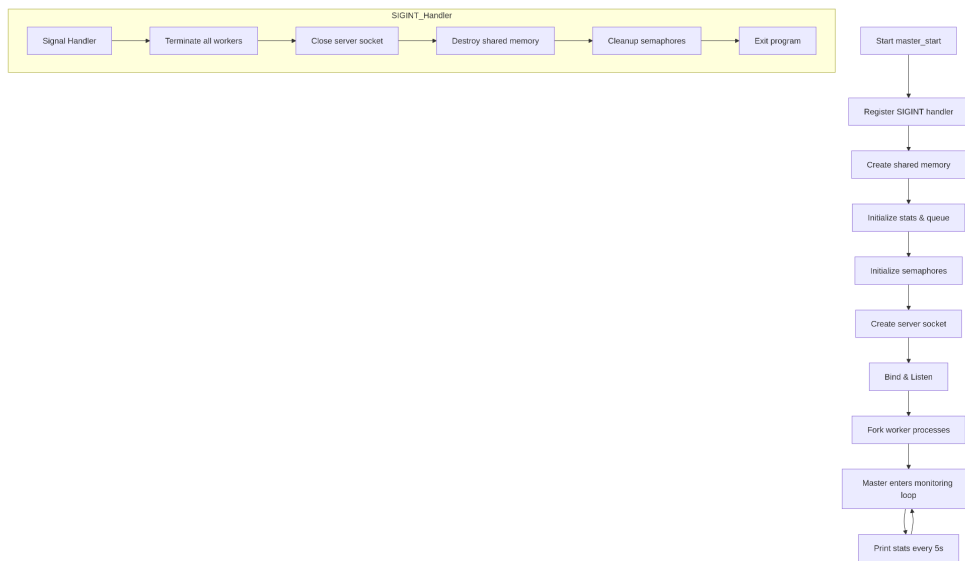 SIGINT_Handler
Signal Handler
Terminate all workers
Close server socket
Destroy shared memory
Cleanup semaphores
Exit program
Start master_start
Register SIGINT handler
Create shared memory
Initialize stats & queue
Initialize semaphores
Create server socket
Bind & Listen
Fork worker processes
Master enters monitoring
loop
Print stats every 5s